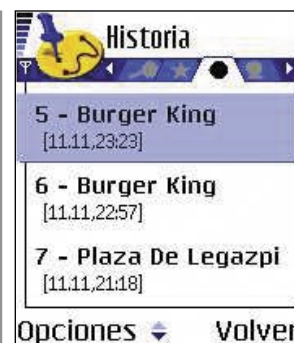 Historia
5 - Burger King
[11.11,23:23]
6 - Burger King
[11.11,22:57]
7 - Plaza De Legazpi
[11.11,21:18]
Opciones Volver